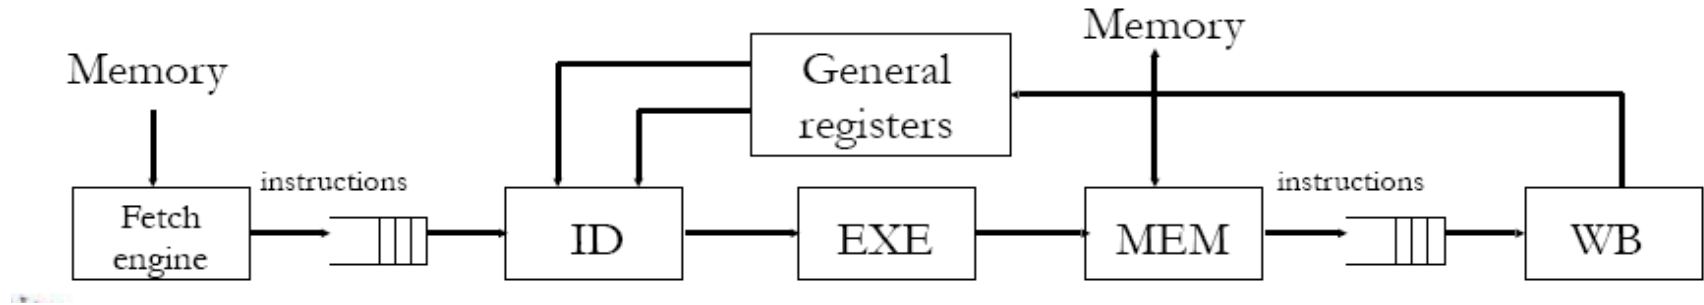 Memory
General
registers
Memory
instructions
Fetch
engine
ID
EXE
MEM
instructions
WB